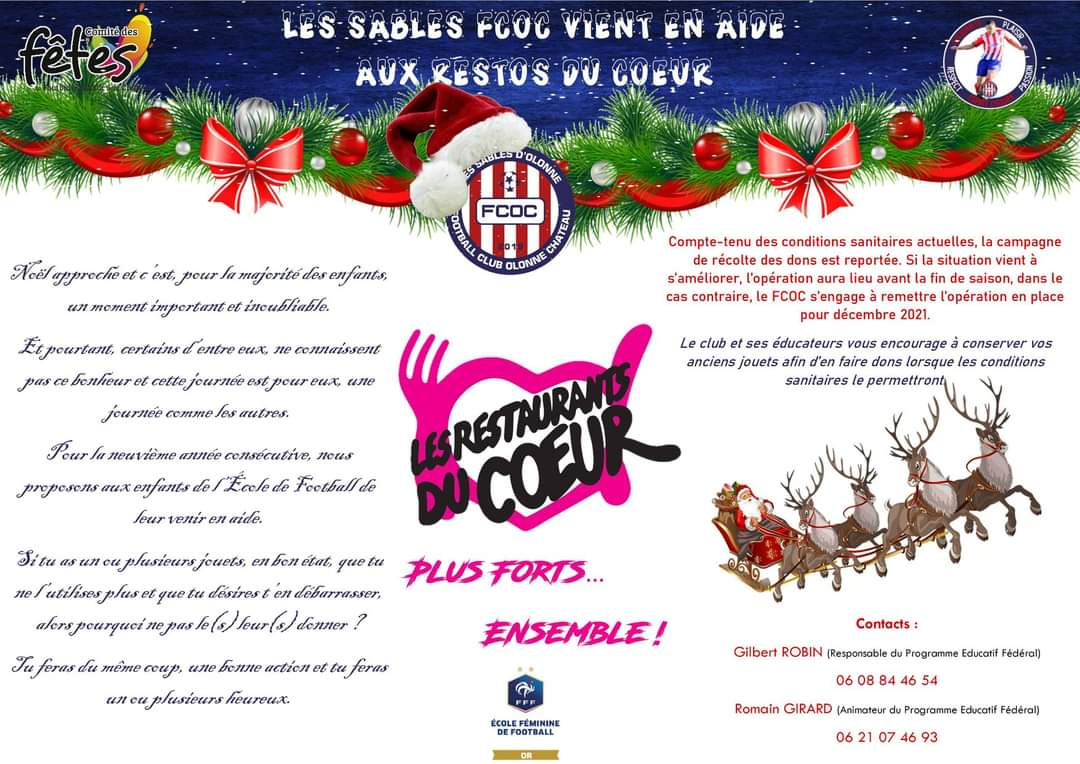 Comité des
fêtes
LES SABLES FCOC VIENT EN AIDE
AUX RESTOS DU COEUR
PLAISIR
RESPECT
PASSION
LES SABLES D'OLONNE
FCOC
2019
FOOTBALL CLUB OLONNE CHATEAU
Noël approche et c'est, pour la majorité des enfants,
un moment important et inoubliable.
Et pourtant, certains d'entre eux, ne connaissent
pas ce bonheur et cette journée est pour eux, une
journée comme les autres.
Pour la neuvième année consécutive, nous
proposons aux enfants de l'École de Football de
leur venir en aide.
Si tu as un ou plusieurs jouets, en bon état, que tu
ne l'utilises plus et que tu désires t'en débarrasser,
alors pourquoi ne pas le(s) leur(s) donner ?
Tu feras du même coup, une bonne action et tu feras
un ou plusieurs heureux.
LES RESTAURANTS
DU COEUR
PLUS FORTS...
ENSEMBLE !
FFF
ÉCOLE FÉMININE
DE FOOTBALL
OR
Compte-tenu des conditions sanitaires actuelles, la campagne
de récolte des dons est reportée. Si la situation vient à
s'améliorer, l'opération aura lieu avant la fin de saison, dans le
cas contraire, le FCOC s'engage à remettre l'opération en place
pour décembre 2021.
Le club et ses éducateurs vous encourage à conserver vos
anciens jouets afin d'en faire dons lorsque les conditions
sanitaires le permettront
Contacts :
Gilbert ROBIN (Responsable du Programme Educatif Fédéral)
06 08 84 46 54
Romain GIRARD (Animateur du Programme Educatif Fédéral)
06 21 07 46 93